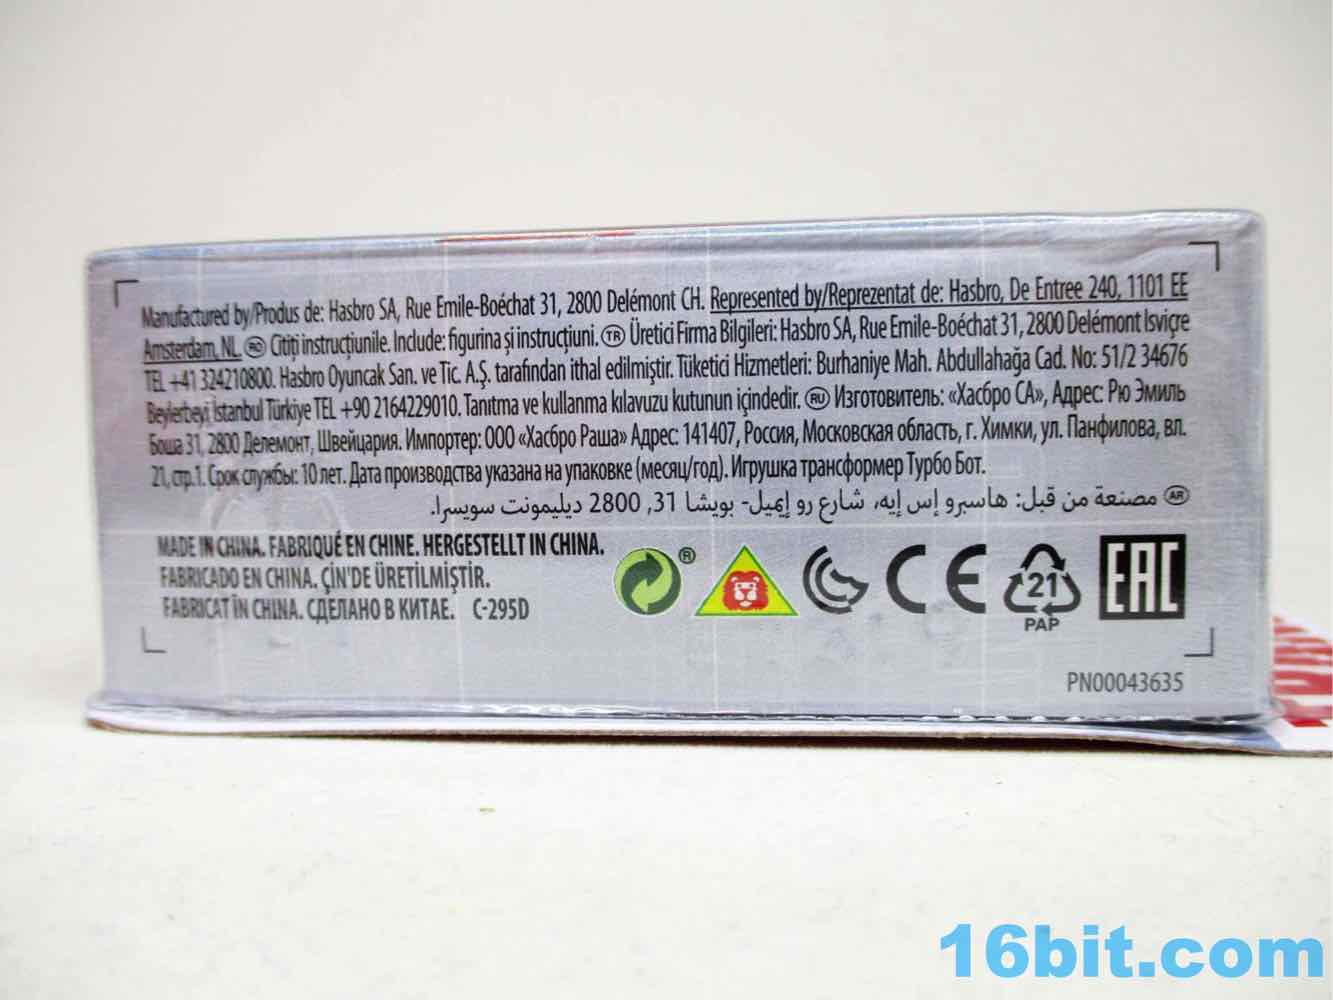 Manufactured by/Produs de: Hasbro SA, Rue Emile-Boéchat 31, 2800 Delémont CH. Represented by/Reprezentat de: Hasbro, De Entree 240, 1101 EE
Amsterdam, NL. RO Citiți instrucțiunile. Include: figurina și instrucțiuni. TR Üretici Firma Bilgileri: Hasbro SA, Rue Emile-Boéchat 31, 2800 Delémont Isviçre
TEL +41 324210800. Hasbro Oyuncak San. ve Tic. A.Ş. tarafından ithal edilmiştir. Tüketici Hizmetleri: Burhaniye Mah. Abdullahağa Cad. No: 51/2 34676
Beylerbeyi İstanbul Türkiye TEL +90 2164229010. Tanıtma ve kullanma kılavuzu kutunun içindedir. RU Изготовитель: «Хасбро СА», Адрес: Рю Эмиль
Боша 31, 2800 Делемонт, Швейцария. Импортер: ООО «Хасбро Раша» Адрес: 141407, Россия, Московская область, г. Химки, ул. Панфилова, вл.
21, стр.1. Срок службы: 10 лет. Дата производства указана на упаковке (месяц/год). Игрушка трансформер Турбо Бот.
AR مصنعة من قبل: هاسبرو إس إيه، شارع رو إيميل- بويشا 31, 2800 ديليمونت سويسرا.
MADE IN CHINA. FABRIQUÉ EN CHINE. HERGESTELLT IN CHINA.
FABRICADO EN CHINA. ÇİN'DE ÜRETİLMİŞTİR.
FABRICAT ÎN CHINA. СДЕЛАНО В КИТАЕ. C-295D
® CE 21 EAC
PAP
PN00043635
16bit.com